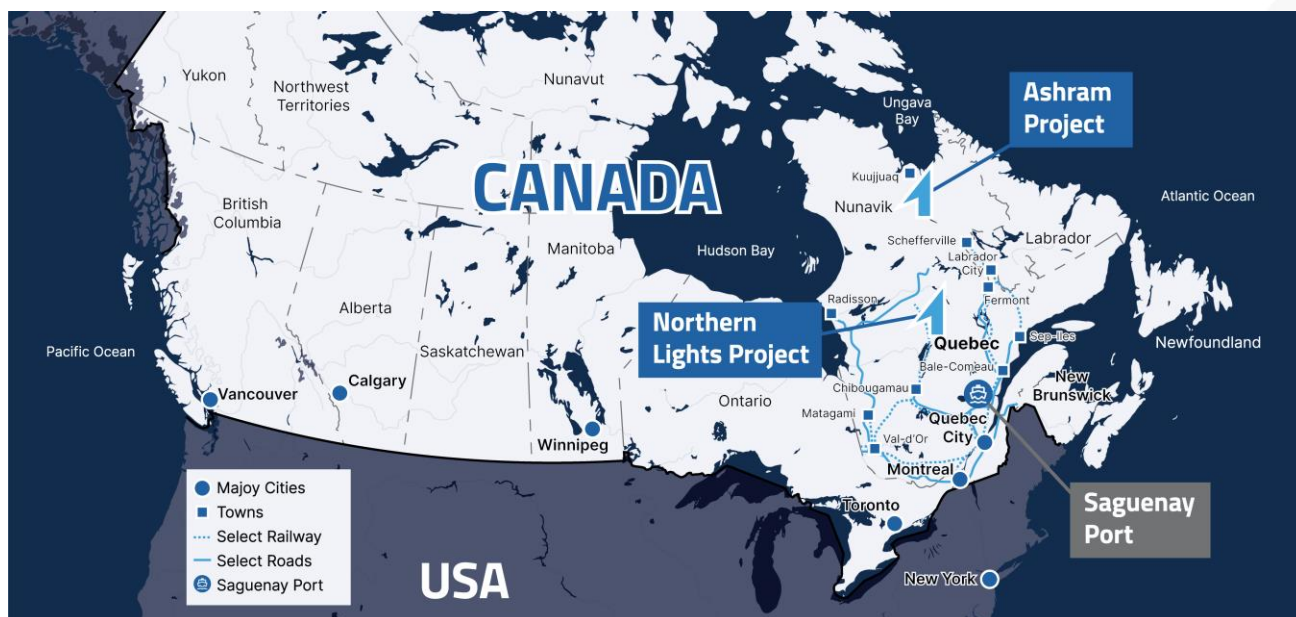 Yukon
Northwest
Territories
Nunavut
Ungava
Bay
Ashram
Project
CANADA
Kuujjuaq
Nunavik
Atlantic Ocean
British
Columbia
Manitoba
Hudson Bay
Schefferville
Labrador
Labrador
City
Alberta
Radisson
Fermont
Northern
Lights Project
Saskatchewan
Quebec
Sep-Iles
Newfoundland
Pacific Ocean
Bale-Comeau
New
Brunswick
Calgary
Vancouver
Chibougamau
Ontario
Matagami
Quebec
City
Winnipeg
Val-d'Or
Montreal
Majoy Cities
Towns
Select Railway
Select Roads
Saguenay Port
Toronto
Saguenay
Port
USA
New York